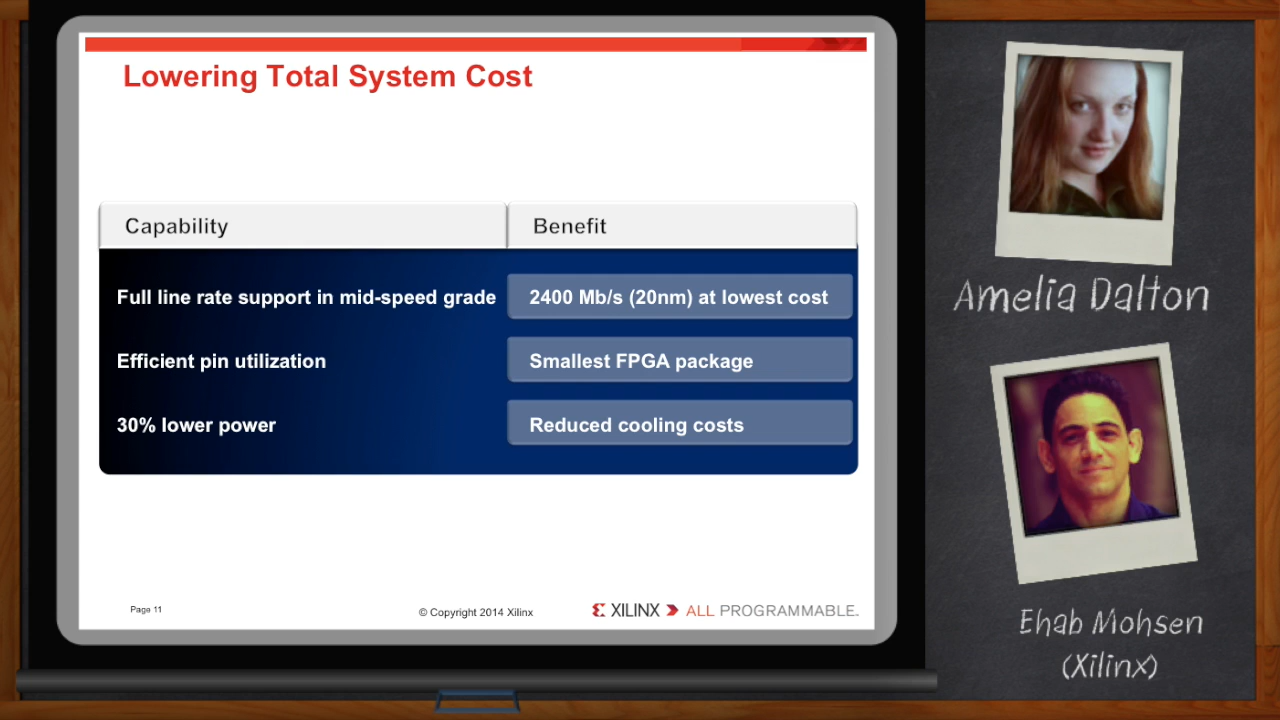 Lowering Total System Cost
Capability
Benefit
Full line rate support in mid-speed grade
2400 Mb/s (20nm) at lowest cost
Efficient pin utilization
Smallest FPGA package
30% lower power
Reduced cooling costs
Page 11
© Copyright 2014 Xilinx
XILINX
ALL PROGRAMMABLE™
Amelia Dalton
Ehab Mohsen
(Xilinx)